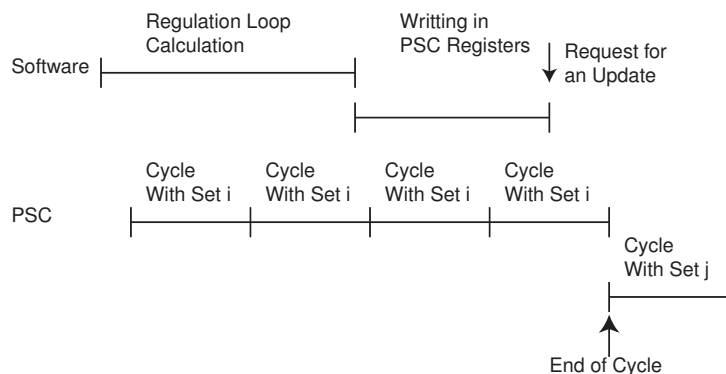 Regulation Loop
Calculation
Writting in
PSC Registers
Request for
an Update
Software
Cycle
With Set i
Cycle
With Set i
Cycle
With Set i
Cycle
With Set i
PSC
Cycle
With Set j
End of Cycle